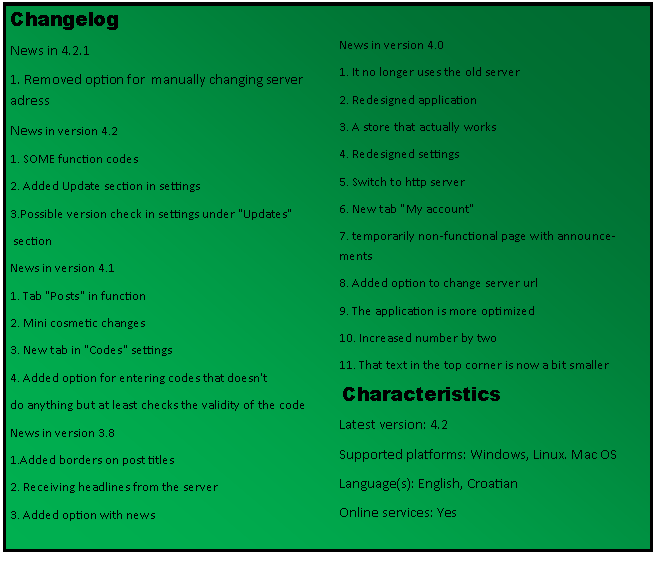 Changelog
News in 4.2.1
1. Removed option for manually changing server
adress
News in version 4.2
1. SOME function codes
2. Added Update section in settings
3.Possible version check in settings under "Updates"
section
News in version 4.1
1. Tab "Posts" in function
2. Mini cosmetic changes
3. New tab in "Codes" settings
4. Added option for entering codes that doesn't
do anything but at least checks the validity of the code
News in version 3.8
1.Added borders on post titles
2. Receiving headlines from the server
3. Added option with news
News in version 4.0
1. It no longer uses the old server
2. Redesigned application
3. A store that actually works
4. Redesigned settings
5. Switch to http server
6. New tab "My account"
7. temporarily non-functional page with announce-
ments
8. Added option to change server url
9. The application is more optimized
10. Increased number by two
11. That text in the top corner is now a bit smaller
Characteristics
Latest version: 4.2
Supported platforms: Windows, Linux. Mac OS
Language(s): English, Croatian
Online services: Yes